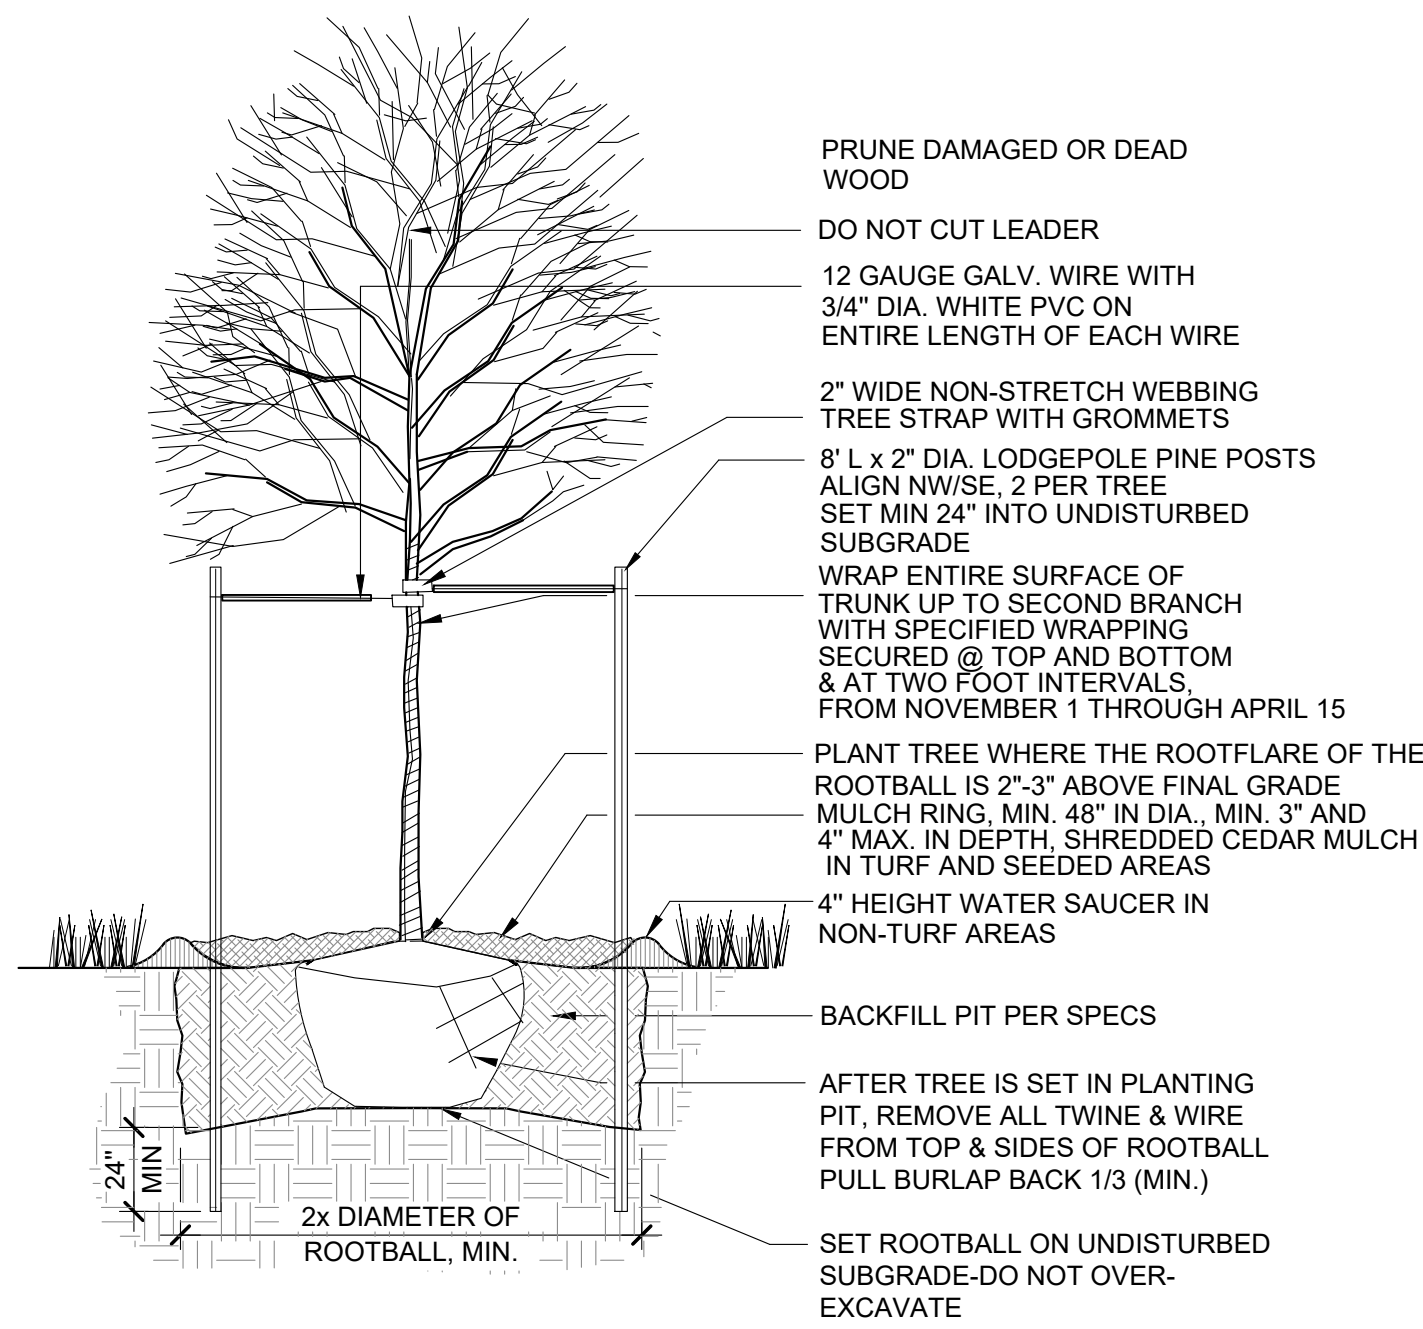 PRUNE DAMAGED OR DEAD
WOOD
DO NOT CUT LEADER
12 GAUGE GALV. WIRE WITH
3/4" DIA. WHITE PVC ON
ENTIRE LENGTH OF EACH WIRE
2" WIDE NON-STRETCH WEBBING
TREE STRAP WITH GROMMETS
8' L x 2" DIA. LODGEPOLE PINE POSTS
ALIGN NW/SE, 2 PER TREE
SET MIN 24" INTO UNDISTURBED
SUBGRADE
WRAP ENTIRE SURFACE OF
TRUNK UP TO SECOND BRANCH
WITH SPECIFIED WRAPPING
SECURED @ TOP AND BOTTOM
& AT TWO FOOT INTERVALS,
FROM NOVEMBER 1 THROUGH APRIL 15
PLANT TREE WHERE THE ROOTFLARE OF THE
ROOTBALL IS 2"-3" ABOVE FINAL GRADE
MULCH RING, MIN. 48" IN DIA., MIN. 3" AND
4" MAX. IN DEPTH, SHREDDED CEDAR MULCH
IN TURF AND SEEDED AREAS
4" HEIGHT WATER SAUCER IN
NON-TURF AREAS
BACKFILL PIT PER SPECS
AFTER TREE IS SET IN PLANTING
PIT, REMOVE ALL TWINE & WIRE
FROM TOP & SIDES OF ROOTBALL
PULL BURLAP BACK 1/3 (MIN.)
SET ROOTBALL ON UNDISTURBED
SUBGRADE-DO NOT OVER-
EXCAVATE
24"
MIN
2x DIAMETER OF
ROOTBALL, MIN.